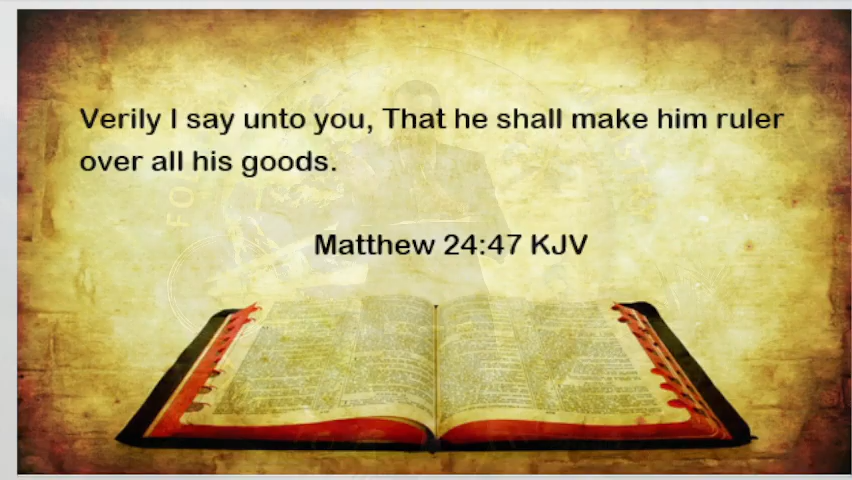 Verily I say unto you, That he shall make him ruler
over all his goods.
Matthew 24:47 KJV